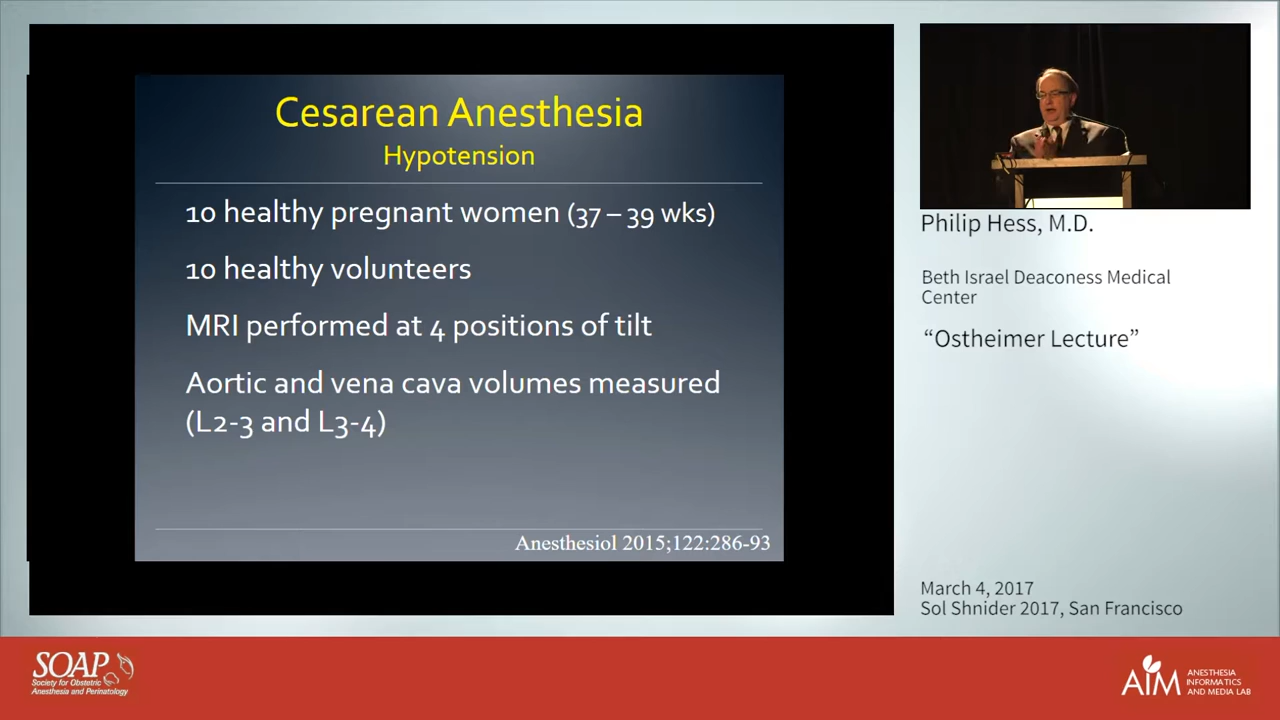 Cesarean Anesthesia
Hypotension
10 healthy pregnant women (37 – 39 wks)
10 healthy volunteers
MRI performed at 4 positions of tilt
Aortic and vena cava volumes measured
(L2-3 and L3-4)
Anesthesiol 2015;122:286-93
Philip Hess, M.D.
Beth Israel Deaconess Medical
Center
“Ostheimer Lecture”
March 4, 2017
Sol Shnider 2017, San Francisco
SOAP
Society for Obstetric
Anesthesia and Perinatology
AIM
ANESTHESIA
INFORMATICS
AND MEDIA LAB